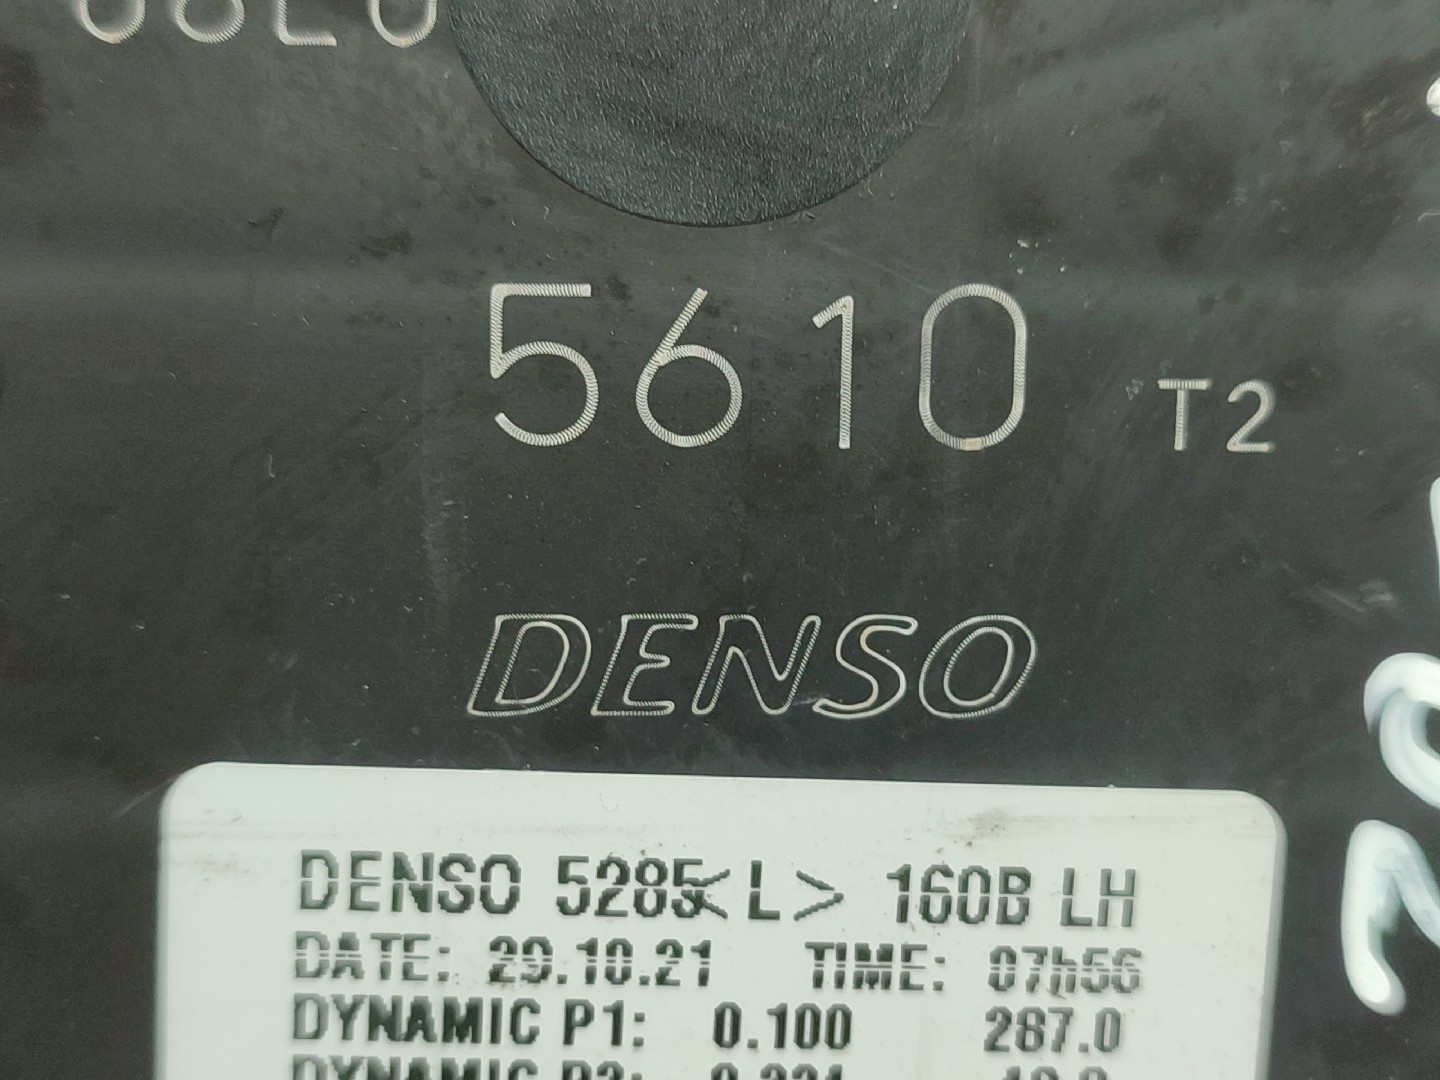 5610 T2
DENSO
DENSO 5285<L> 160B LH
DATE: 29.10.21 TIME: 07h56
DYNAMIC P1: 0.100 287.0
DYNAMIC